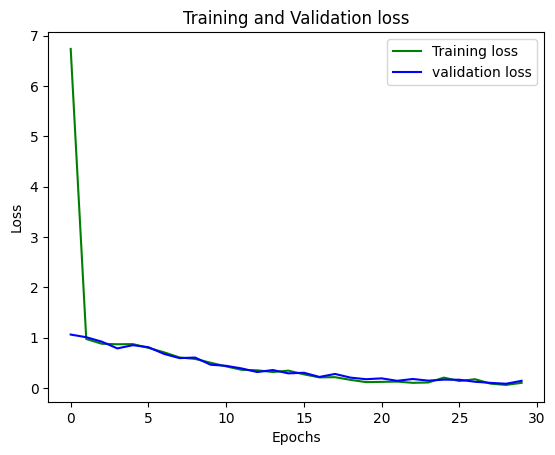 Training and Validation loss
Training loss
validation loss
7
6
5
4
3
2
1
0
Loss
0 5 10 15 20 25 30
Epochs